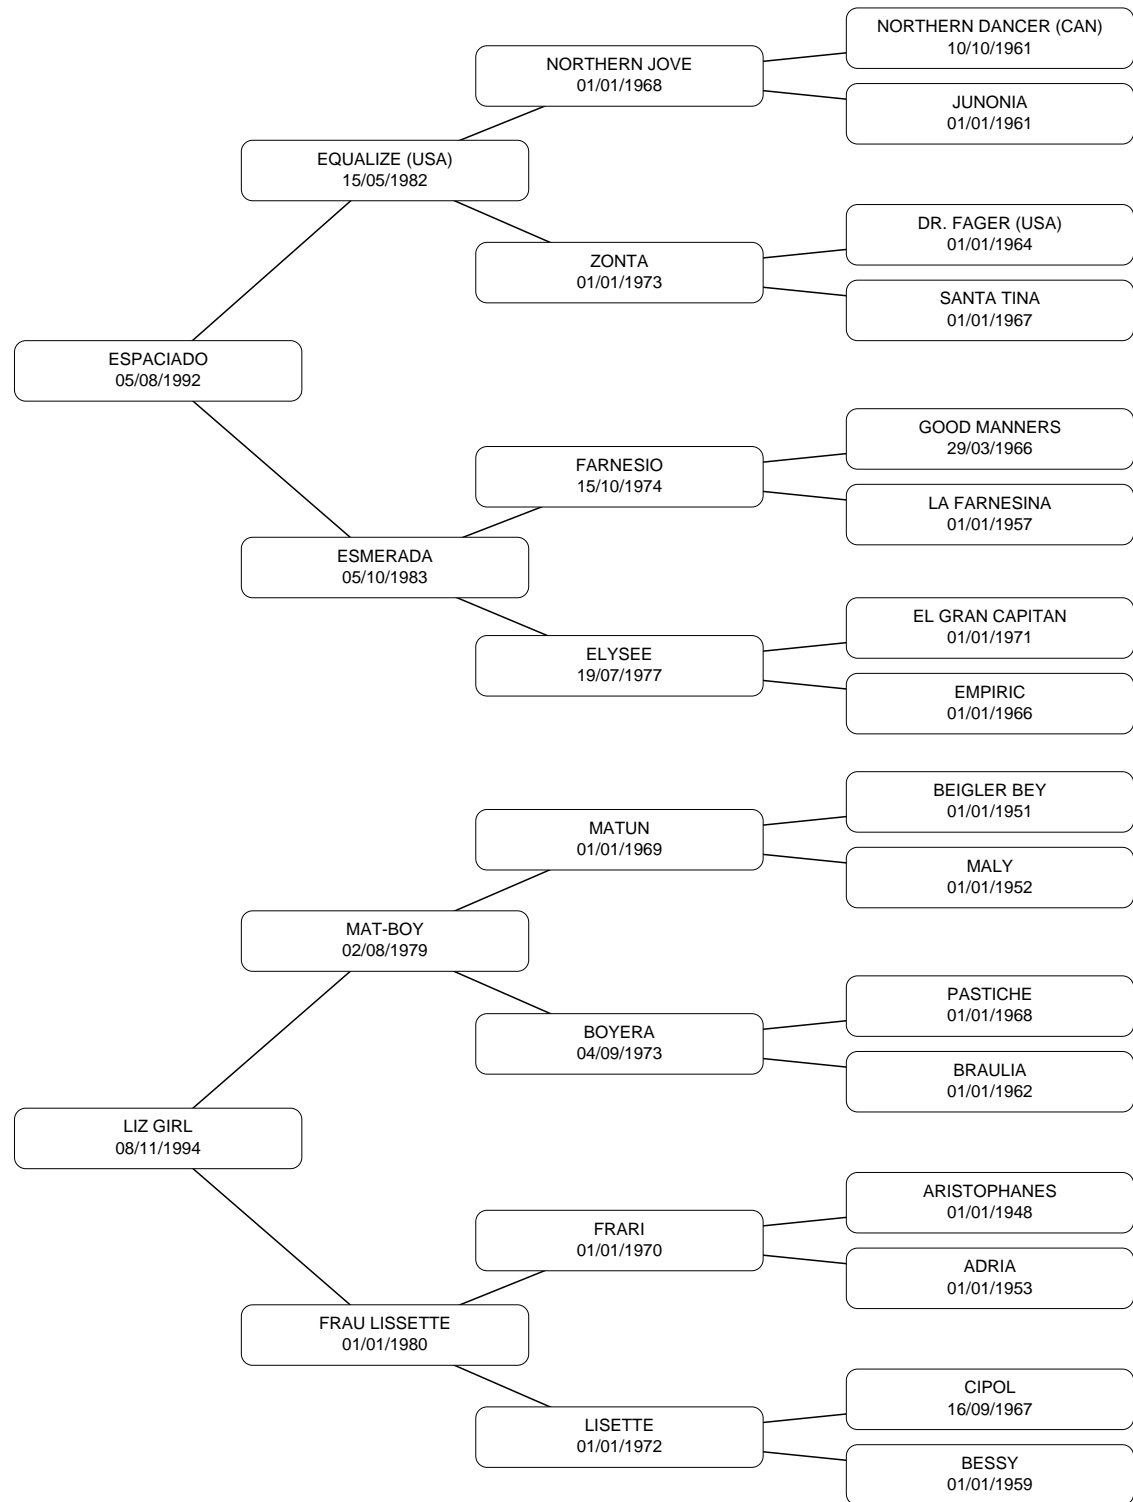 NORTHERN DANCER (CAN)
10/10/1961
NORTHERN JOVE
01/01/1968
JUNONIA
01/01/1961
EQUALIZE (USA)
15/05/1982
DR. FAGER (USA)
01/01/1964
ZONTA
01/01/1973
SANTA TINA
01/01/1967
ESPACIADO
05/08/1992
GOOD MANNERS
29/03/1966
FARNESIO
15/10/1974
LA FARNESINA
01/01/1957
ESMERADA
05/10/1983
EL GRAN CAPITAN
01/01/1971
ELYSEE
19/07/1977
EMPIRIC
01/01/1966
BEIGLER BEY
01/01/1951
MATUN
01/01/1969
MALY
01/01/1952
MAT-BOY
02/08/1979
PASTICHE
01/01/1968
BOYERA
04/09/1973
BRAULIA
01/01/1962
LIZ GIRL
08/11/1994
ARISTOPHANES
01/01/1948
FRARI
01/01/1970
ADRIA
01/01/1953
FRAU LISSETTE
01/01/1980
CIPOL
16/09/1967
LISETTE
01/01/1972
BESSY
01/01/1959